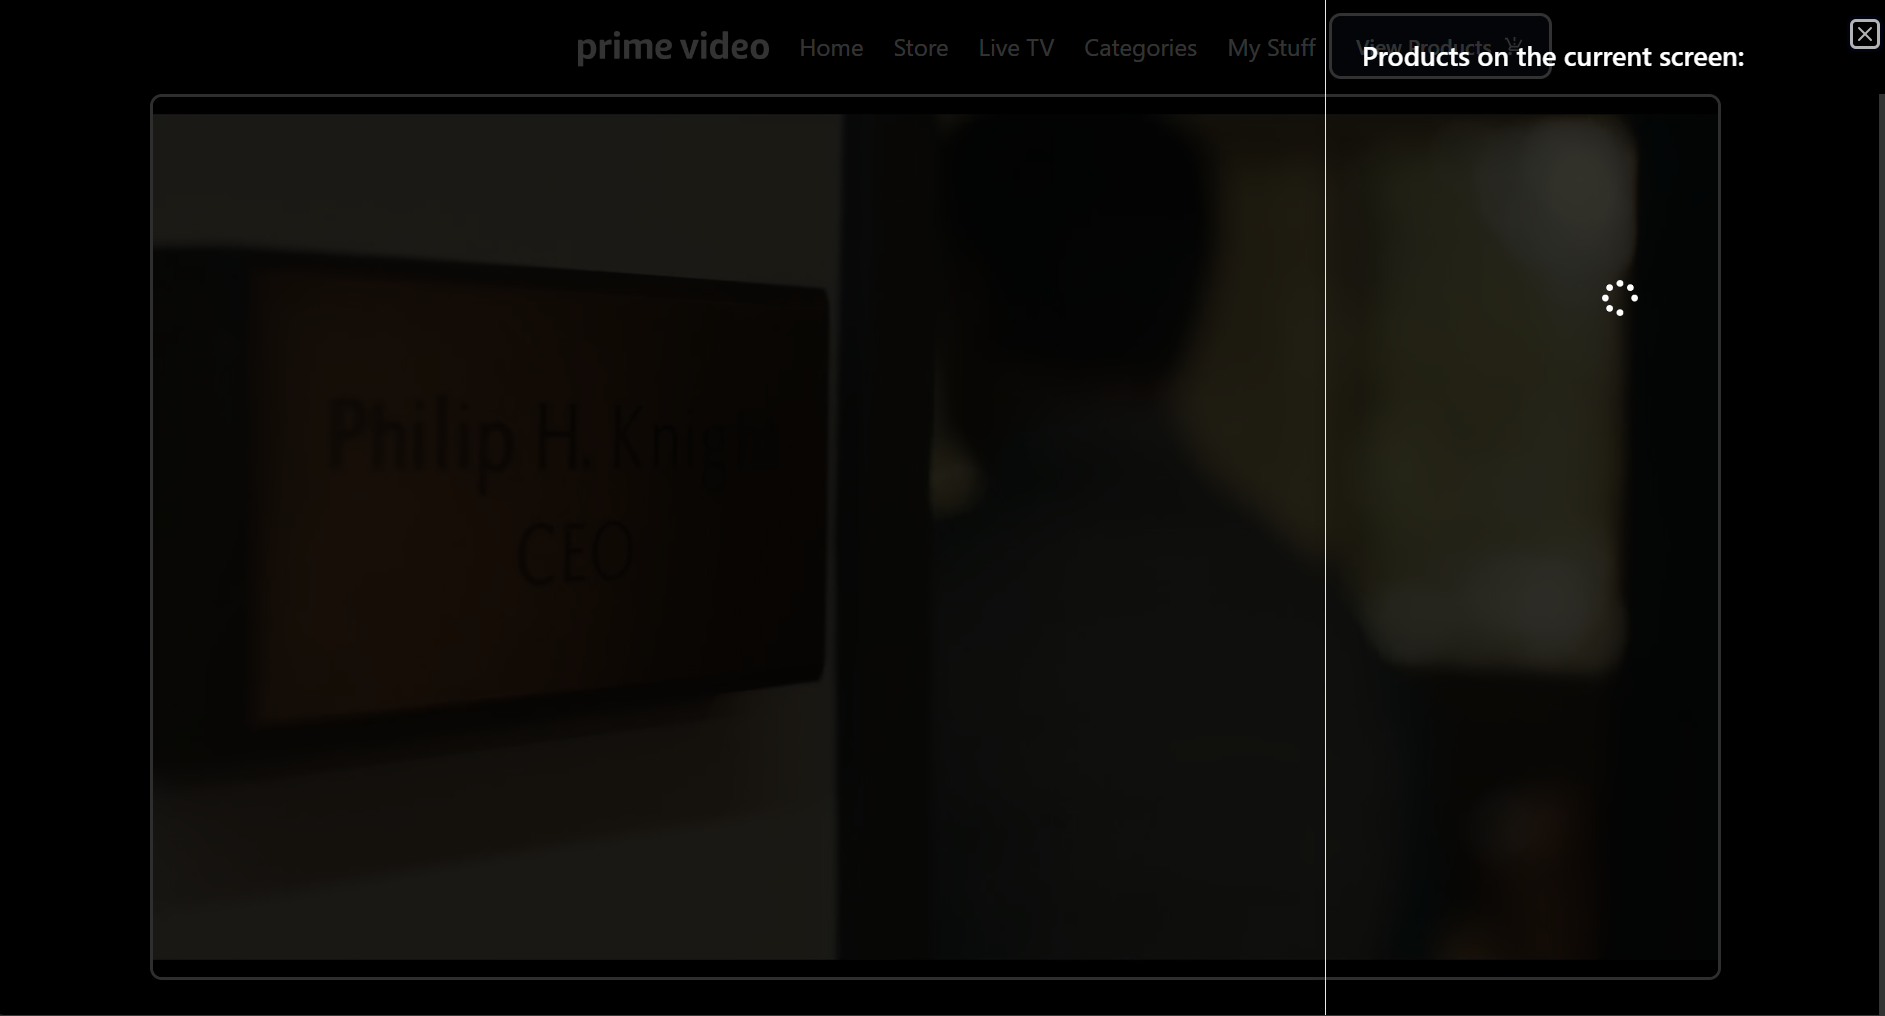 prime video Home Store Live TV Categories My Stuff View Products
Products on the current screen:
Philip H. Knight
CEO